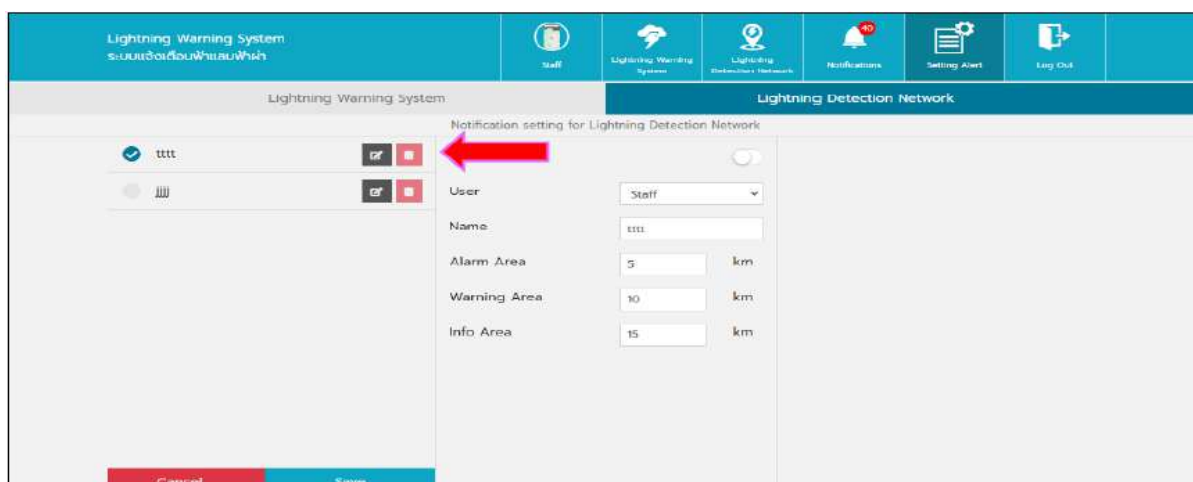 Lightning Warning System
ระบบแจ้งเตือนฟ้าแลบฟ้าผ่า
Staff
Lightning Warning
System
Lightning
Detection Network
40
Notifications
Setting Alert
Log Out
Lightning Warning System
Lightning Detection Network
Notification setting for Lightning Detection Network
tttt
jjjj
User
Staff
Name
tttt
Alarm Area
5
km
Warning Area
10
km
Info Area
15
km
Cancel
Save